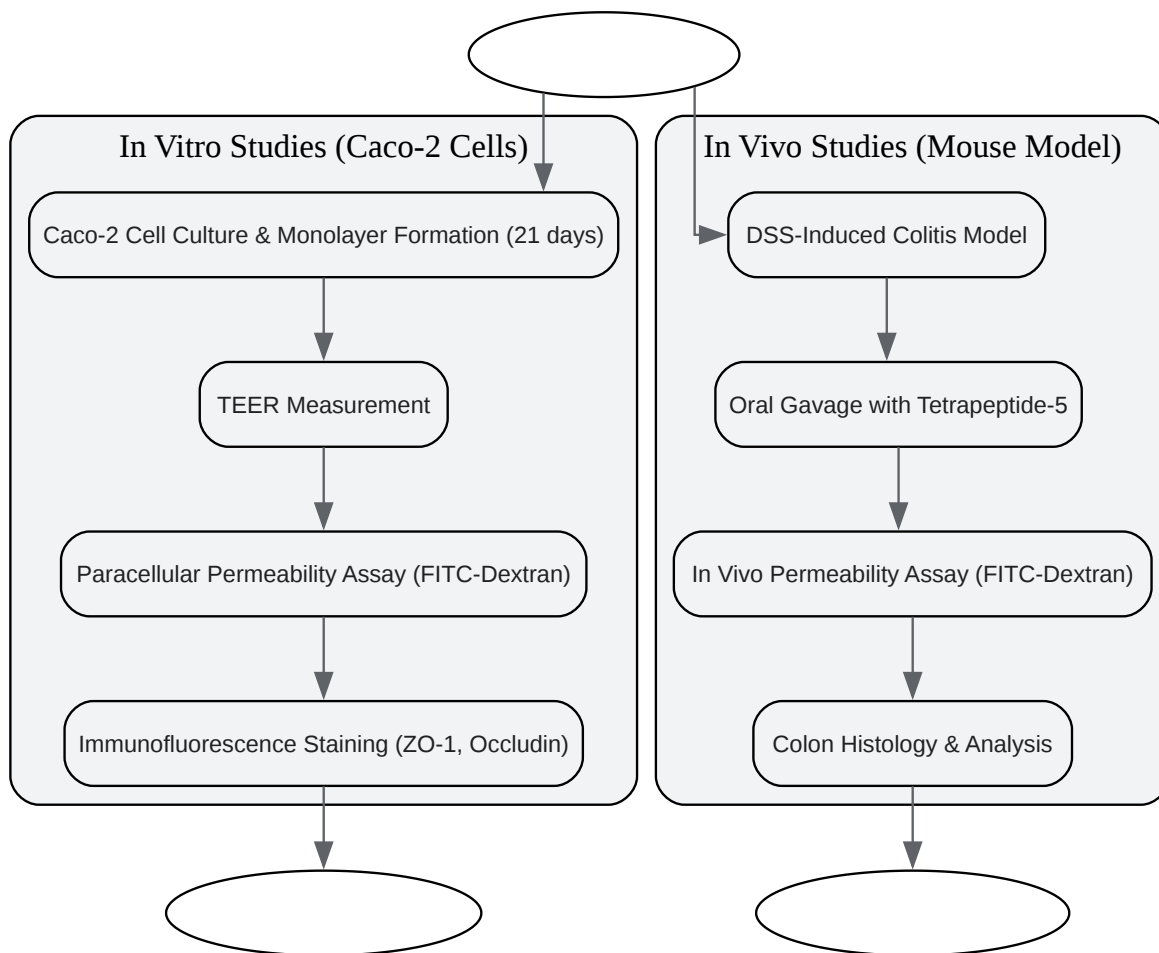 In Vitro Studies (Caco-2 Cells)
Caco-2 Cell Culture & Monolayer Formation (21 days)
TEER Measurement
Paracellular Permeability Assay (FITC-Dextran)
Immunofluorescence Staining (ZO-1, Occludin)
In Vivo Studies (Mouse Model)
DSS-Induced Colitis Model
Oral Gavage with Tetrapeptide-5
In Vivo Permeability Assay (FITC-Dextran)
Colon Histology & Analysis